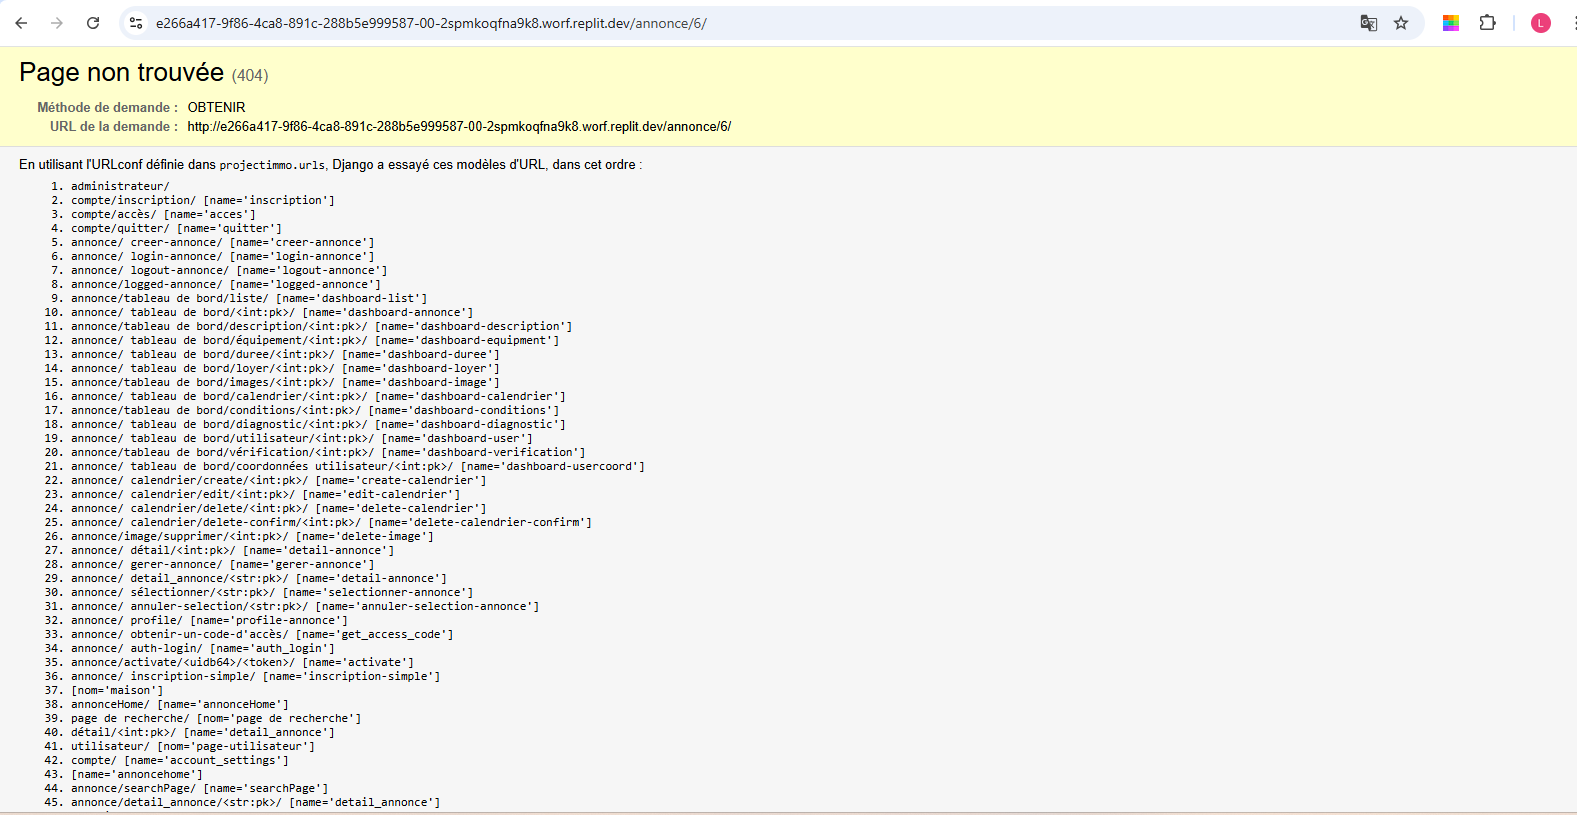 e266a417-9f86-4ca8-891c-288b5e999587-00-2spmkoqfna9k8.worf.replit.dev/annonce/6/
L
Page non trouvée (404)
Méthode de demande : OBTENIR
URL de la demande : http://e266a417-9f86-4ca8-891c-288b5e999587-00-2spmkoqfna9k8.worf.replit.dev/annonce/6/
En utilisant l'URLconf définie dans projectimmo.urls, Django a essayé ces modèles d'URL, dans cet ordre :
1. administrateur/
2. compte/inscription/ [name='inscription']
3. compte/accès/ [name='acces']
4. compte/quitter/ [name='quitter']
5. annonce/ creer-annonce/ [name='creer-annonce']
6. annonce/ login-annonce/ [name='login-annonce']
7. annonce/ logout-annonce/ [name='logout-annonce']
8. annonce/logged-annonce/ [name='logged-annonce']
9. annonce/tableau de bord/liste/ [name='dashboard-list']
10. annonce/ tableau de bord/<int:pk>/ [name='dashboard-annonce']
11. annonce/tableau de bord/description/<int:pk>/ [name='dashboard-description']
12. annonce/ tableau de bord/équipement/<int:pk>/ [name='dashboard-equipment']
13. annonce/ tableau de bord/duree/<int:pk>/ [name='dashboard-duree']
14. annonce/ tableau de bord/loyer/<int:pk>/ [name='dashboard-loyer']
15. annonce/tableau de bord/images/<int:pk>/ [name='dashboard-image']
16. annonce/ tableau de bord/calendrier/<int:pk>/ [name='dashboard-calendrier']
17. annonce/tableau de bord/conditions/<int:pk>/ [name='dashboard-conditions']
18. annonce/ tableau de bord/diagnostic/<int:pk>/ [name='dashboard-diagnostic']
19. annonce/ tableau de bord/utilisateur/<int:pk>/ [name='dashboard-user']
20. annonce/tableau de bord/vérification/<int:pk>/ [name='dashboard-verification']
21. annonce/ tableau de bord/coordonnées utilisateur/<int:pk>/ [name='dashboard-usercoord']
22. annonce/ calendrier/create/<int:pk>/ [name='create-calendrier']
23. annonce/ calendrier/edit/<int:pk>/ [name='edit-calendrier']
24. annonce/ calendrier/delete/<int:pk>/ [name='delete-calendrier']
25. annonce/ calendrier/delete-confirm/<int:pk>/ [name='delete-calendrier-confirm']
26. annonce/image/supprimer/<int:pk>/ [name='delete-image']
27. annonce/ détail/<int:pk>/ [name='detail-annonce']
28. annonce/ gerer-annonce/ [name='gerer-annonce']
29. annonce/ detail_annonce/<str:pk>/ [name='detail-annonce']
30. annonce/ sélectionner/<str:pk>/ [name='selectionner-annonce']
31. annonce/ annuler-selection/<str:pk>/ [name='annuler-selection-annonce']
32. annonce/ profile/ [name='profile-annonce']
33. annonce/ obtenir-un-code-d'accès/ [name='get_access_code']
34. annonce/ auth-login/ [name='auth_login']
35. annonce/activate/<uidb64>/<token>/ [name='activate']
36. annonce/ inscription-simple/ [name='inscription-simple']
37. [nom='maison']
38. annonceHome/ [name='annonceHome']
39. page de recherche/ [nom='page de recherche']
40. détail/<int:pk>/ [name='detail_annonce']
41. utilisateur/ [nom='page-utilisateur']
42. compte/ [name='account_settings']
43. [name='annoncehome']
44. annonce/searchPage/ [name='searchPage']
45. annonce/detail_annonce/<str:pk>/ [name='detail_annonce']